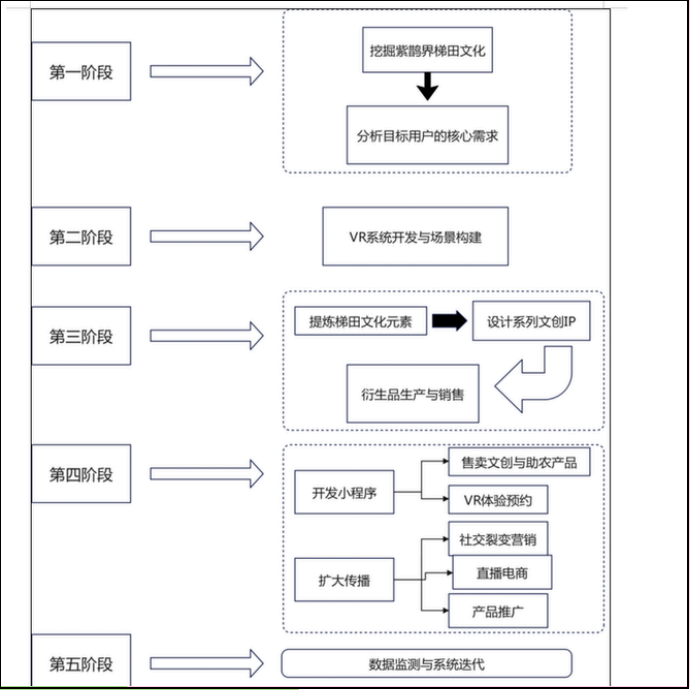 第一阶段
挖掘紫鹊界梯田文化
分析目标用户的核心需求
第二阶段
VR系统开发与场景构建
第三阶段
提炼梯田文化元素
设计系列文创IP
衍生品生产与销售
第四阶段
开发小程序
售卖文创与助农产品
VR体验预约
扩大传播
社交裂变营销
直播电商
产品推广
第五阶段
数据监测与系统迭代